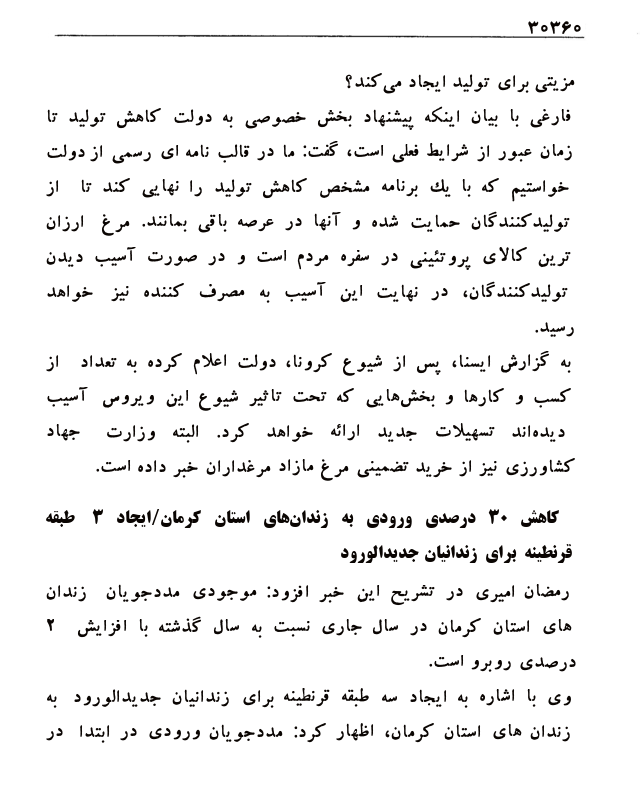 ۳۰۳۶۰
مزیتی برای تولید ایجاد می‌کند؟
فارغی با بیان اینکه پیشنهاد بخش خصوصی به دولت کاهش تولید تا
زمان عبور از شرایط فعلی است، گفت: ما در قالب نامه ای رسمی از دولت
خواستیم که با یك برنامه مشخص کاهش تولید را نهایی کند تا از
تولیدکنندگان حمایت شده و آنها در عرصه باقی بمانند. مرغ ارزان
ترین کالای پروتئینی در سفره مردم است و در صورت آسیب دیدن
تولیدکنندگان، در نهایت این آسیب به مصرف کننده نیز خواهد
رسید.
به گزارش ایسنا، پس از شیوع کرونا، دولت اعلام کرده به تعداد از
کسب و کارها و بخش‌هایی که تحت تاثیر شیوع این ویروس آسیب
دیده‌اند تسهیلات جدید ارائه خواهد کرد. البته وزارت جهاد
کشاورزی نیز از خرید تضمینی مرغ مازاد مرغداران خبر داده است.
کاهش ۳۰ درصدی ورودی به زندان‌های استان کرمان/ایجاد ۳ طبقه
قرنطینه برای زندانیان جدیدالورود
رمضان امیری در تشریح این خبر افزود: موجودی مددجویان زندان
های استان کرمان در سال جاری نسبت به سال گذشته با افزایش ۲
درصدی روبرو است.
وی با اشاره به ایجاد سه طبقه قرنطینه برای زندانیان جدیدالورود به
زندان های استان کرمان، اظهار کرد: مددجویان ورودی در ابتدا در